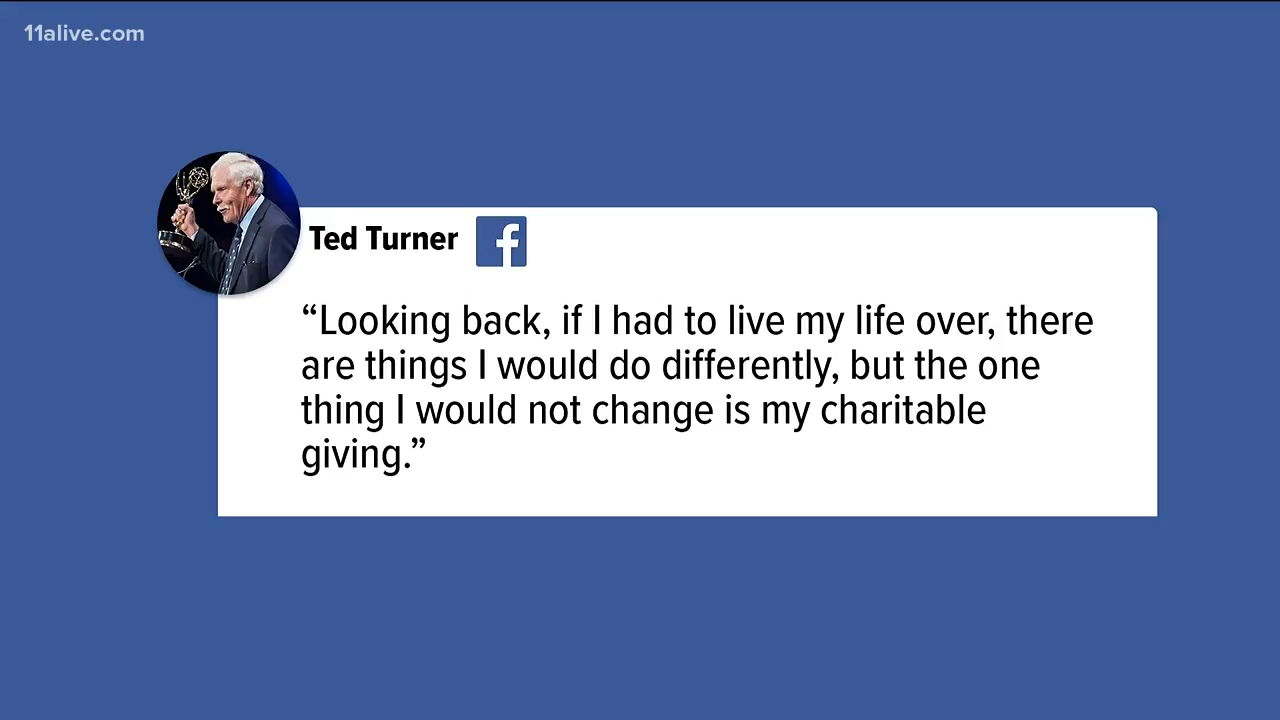 11alive.com
Ted Turner
“Looking back, if I had to live my life over, there
are things I would do differently, but the one
thing I would not change is my charitable
giving.”